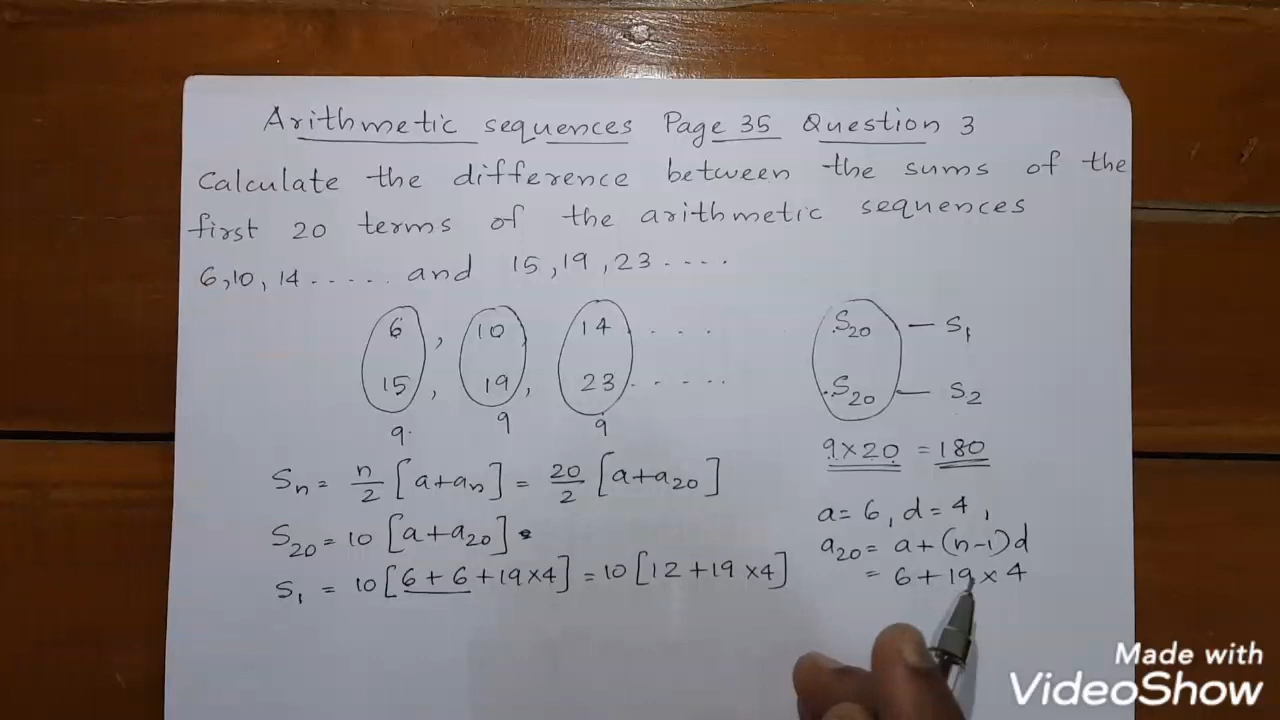 Arithmetic sequences Page 35 Question 3
Calculate the difference between the sums of the
first 20 terms of the arithmetic sequences
6,10, 14 ..... and 15,19,23....
6, 10 14 ...
15, 19, 23.....
9. 9 9
S20 — S1
S20 — S2
9×20 = 180
Sn = n/2 [a+an] = 20/2 [a+a20]
S20 = 10 [a+a20]
S1 = 10[6+6+19×4] = 10[12+19×4]
a= 6, d= 4,
a20 = a+(n-1)d
= 6+19×4
Made with
VideoShow